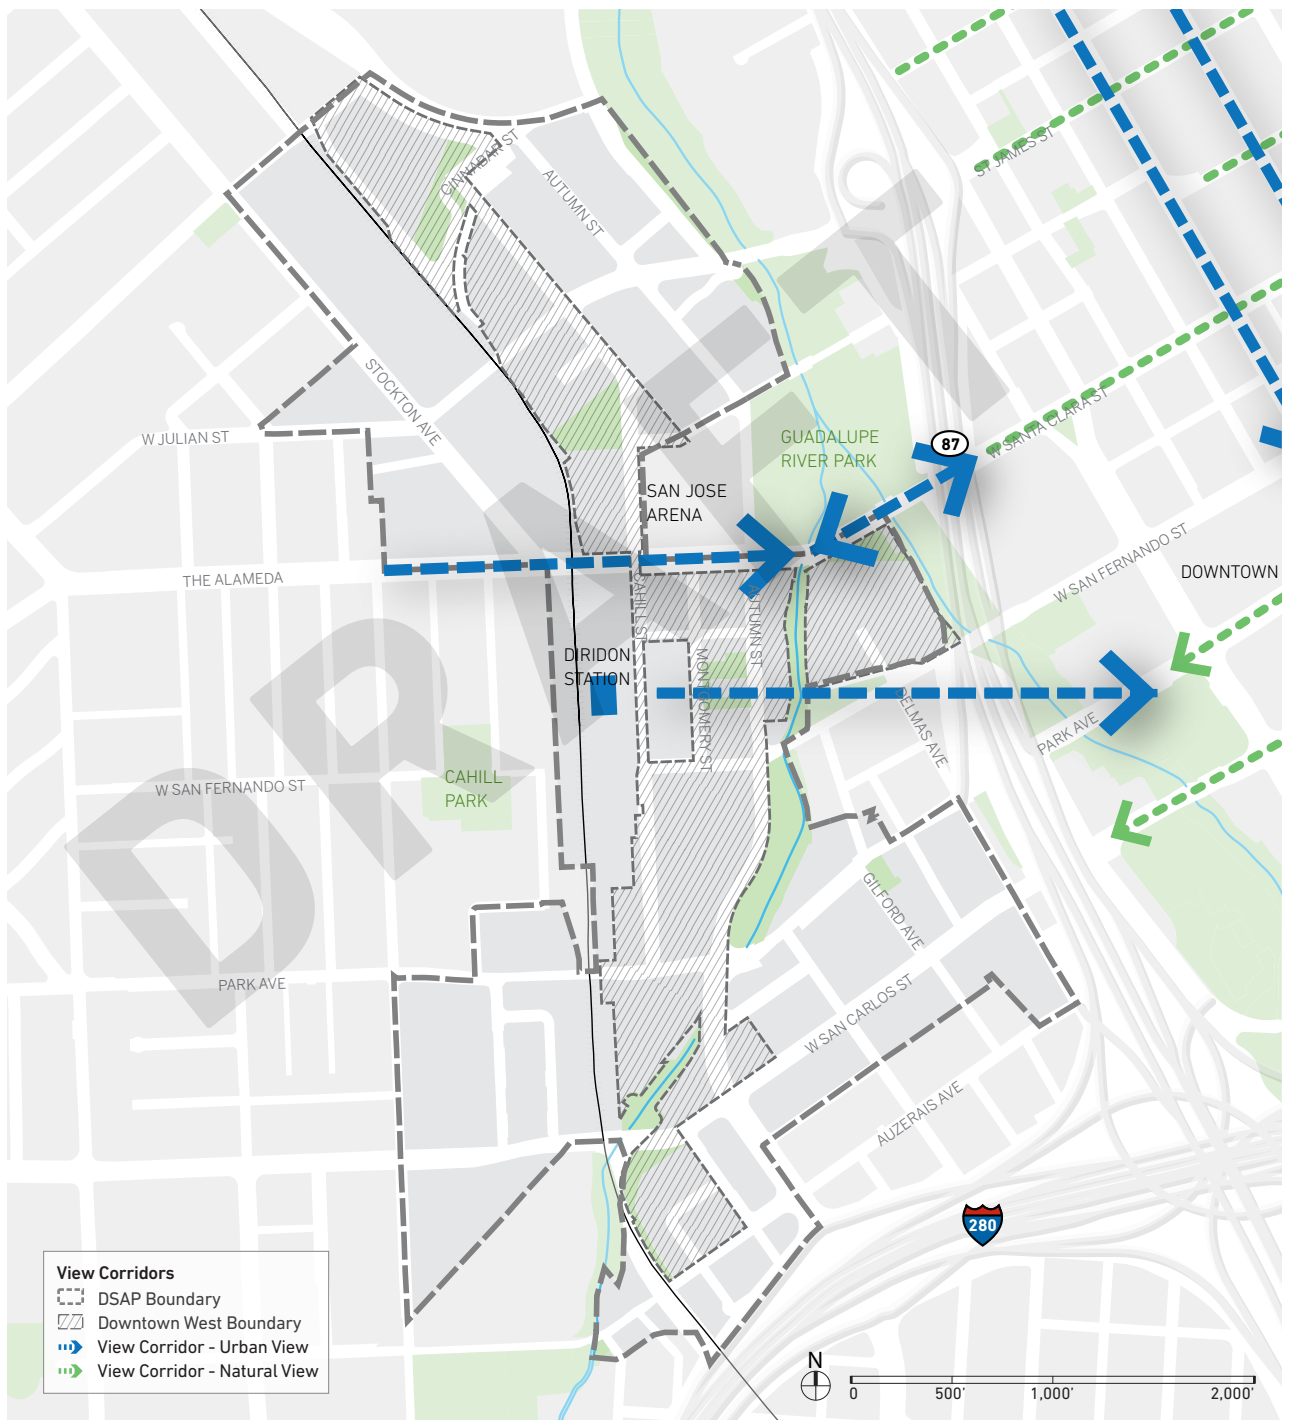 CINNABAR ST
AUTUMN ST
ST JAMES ST
STOCKTON AVE
W JULIAN ST
W SANTA CLARA ST
GUADALUPE
RIVER PARK
87
SAN JOSE
ARENA
THE ALAMEDA
W SAN FERNANDO ST
DOWNTOWN
CAHILL ST
AUTUMN ST
DIRIDON
STATION
MONTGOMERY ST
DELMAS AVE
PARK AVE
W SAN FERNANDO ST
CAHILL
PARK
GILFORD AVE
PARK AVE
W SAN CARLOS ST
AUZERAIS AVE
280
DRAFT
View Corridors
DSAP Boundary
Downtown West Boundary
View Corridor - Urban View
View Corridor - Natural View
N
0 500' 1,000' 2,000'